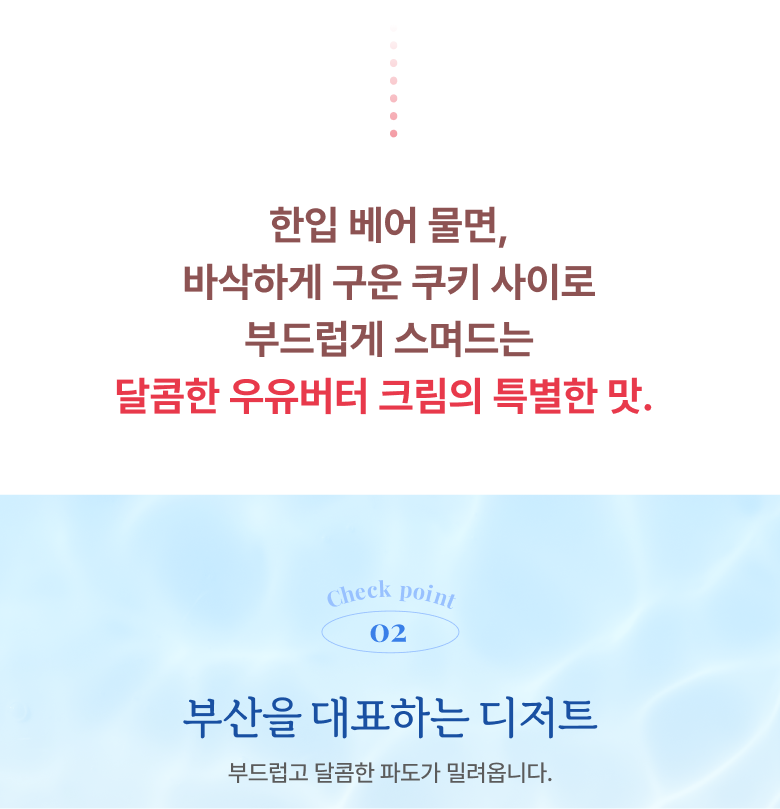 한입 베어 물면,
바삭하게 구운 쿠키 사이로
부드럽게 스며드는
달콤한 우유버터 크림의 특별한 맛.
Check point
02
부산을 대표하는 디저트
부드럽고 달콤한 파도가 밀려옵니다.